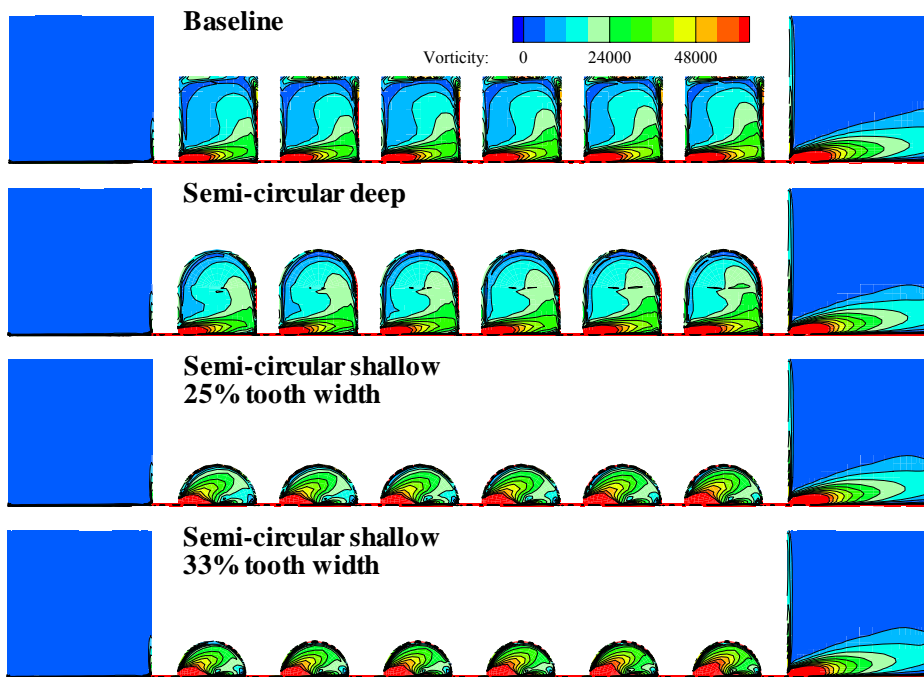 Baseline
Vorticity: 0 24000 48000
Semi-circular deep
Semi-circular shallow
25% tooth width
Semi-circular shallow
33% tooth width